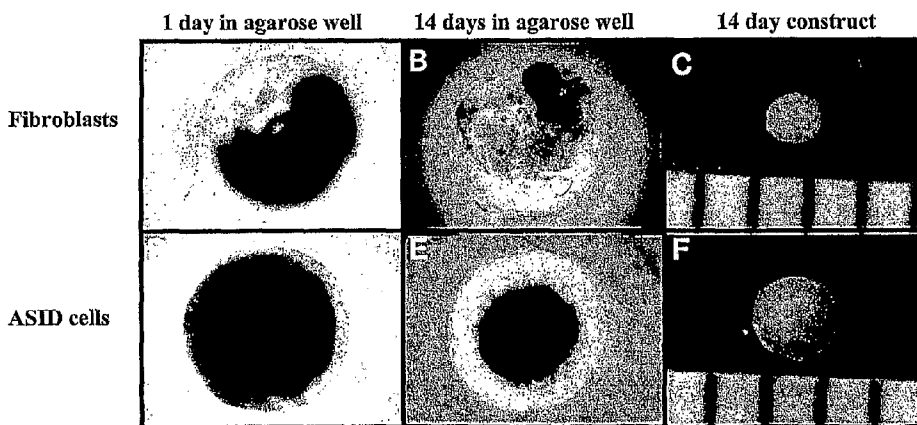 1 day in agarose well 14 days in agarose well 14 day construct
B C
Fibroblasts
E F
ASID cells